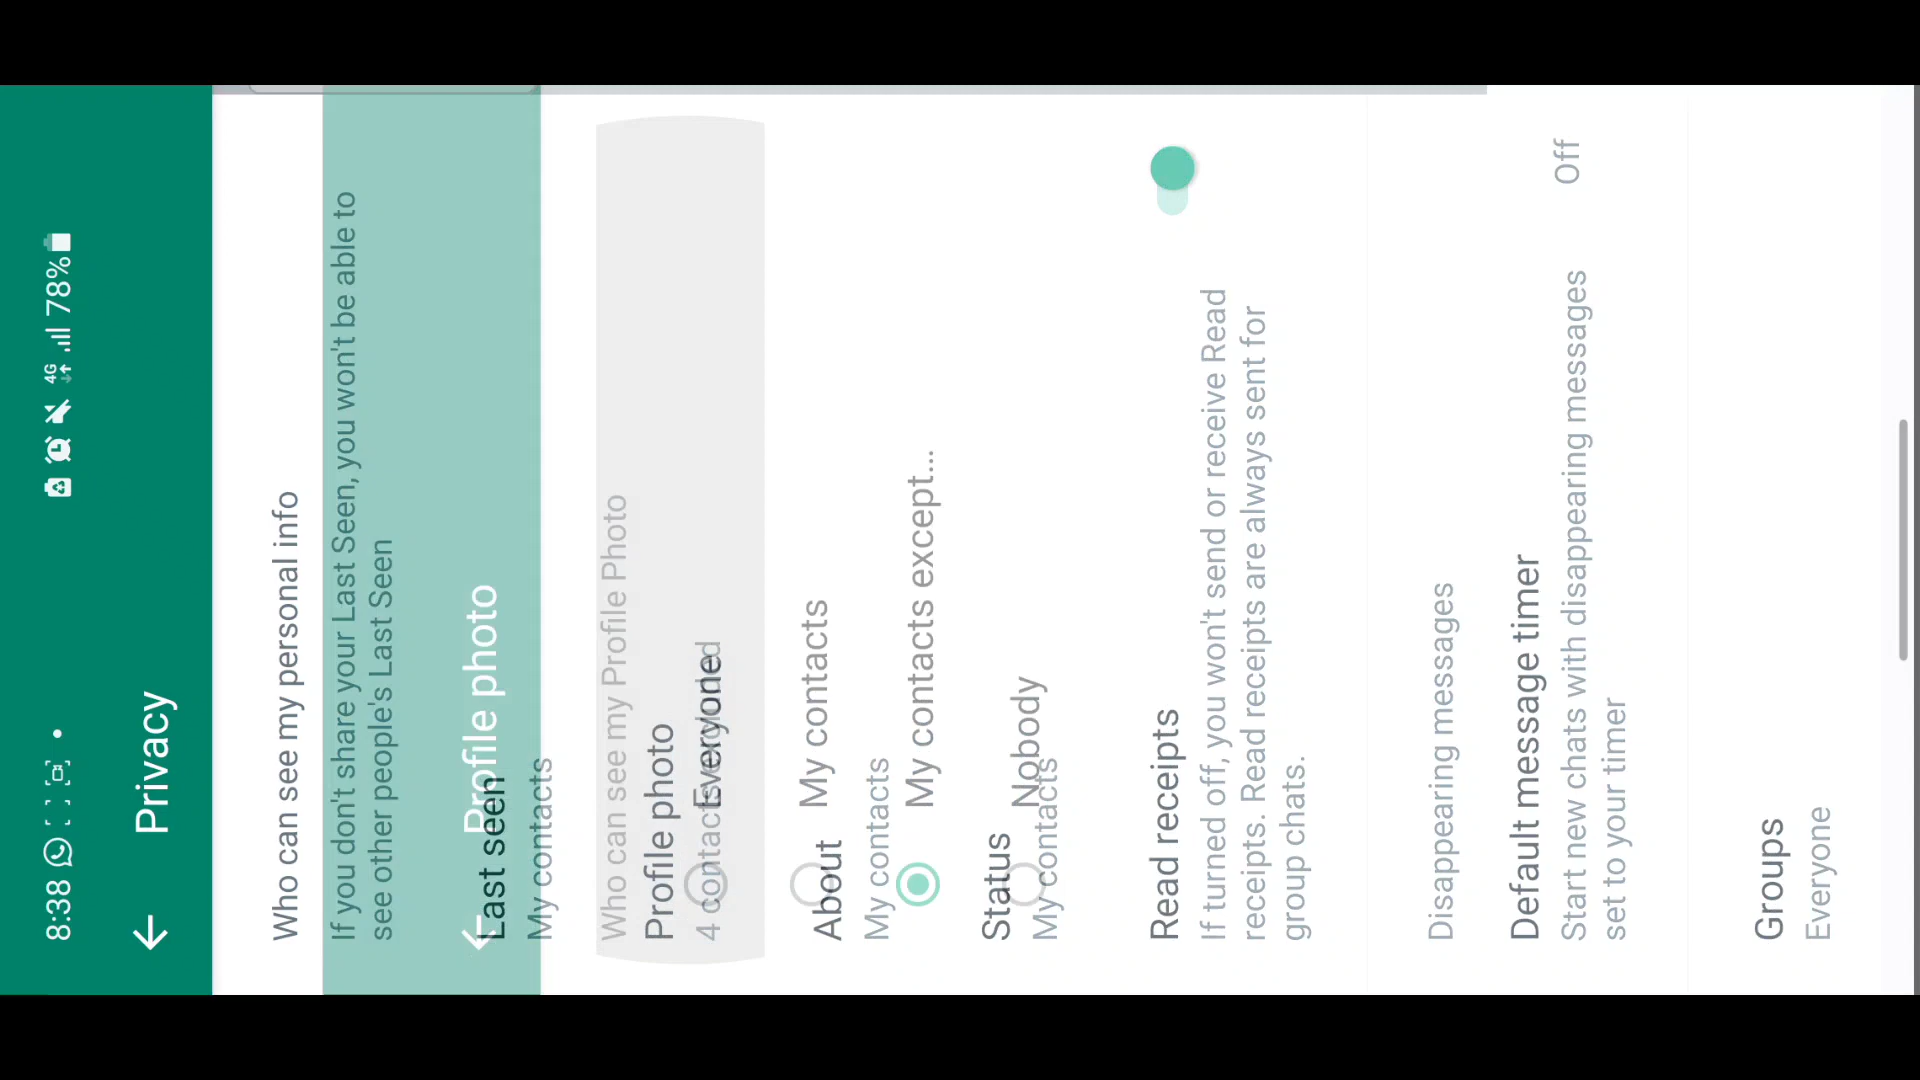 8:38
4G 78%
Privacy
Who can see my personal info
If you don't share your Last Seen, you won't be able to
see other people's Last Seen
Profile photo
Last seen
My contacts
Who can see my Profile Photo
Profile photo
Everyone
4 contacts excluded
My contacts
About
My contacts
My contacts except...
Status
Nobody
My contacts
Read receipts
If turned off, you won't send or receive Read
receipts. Read receipts are always sent for
group chats.
Disappearing messages
Default message timer
Start new chats with disappearing messages
set to your timer
Off
Groups
Everyone